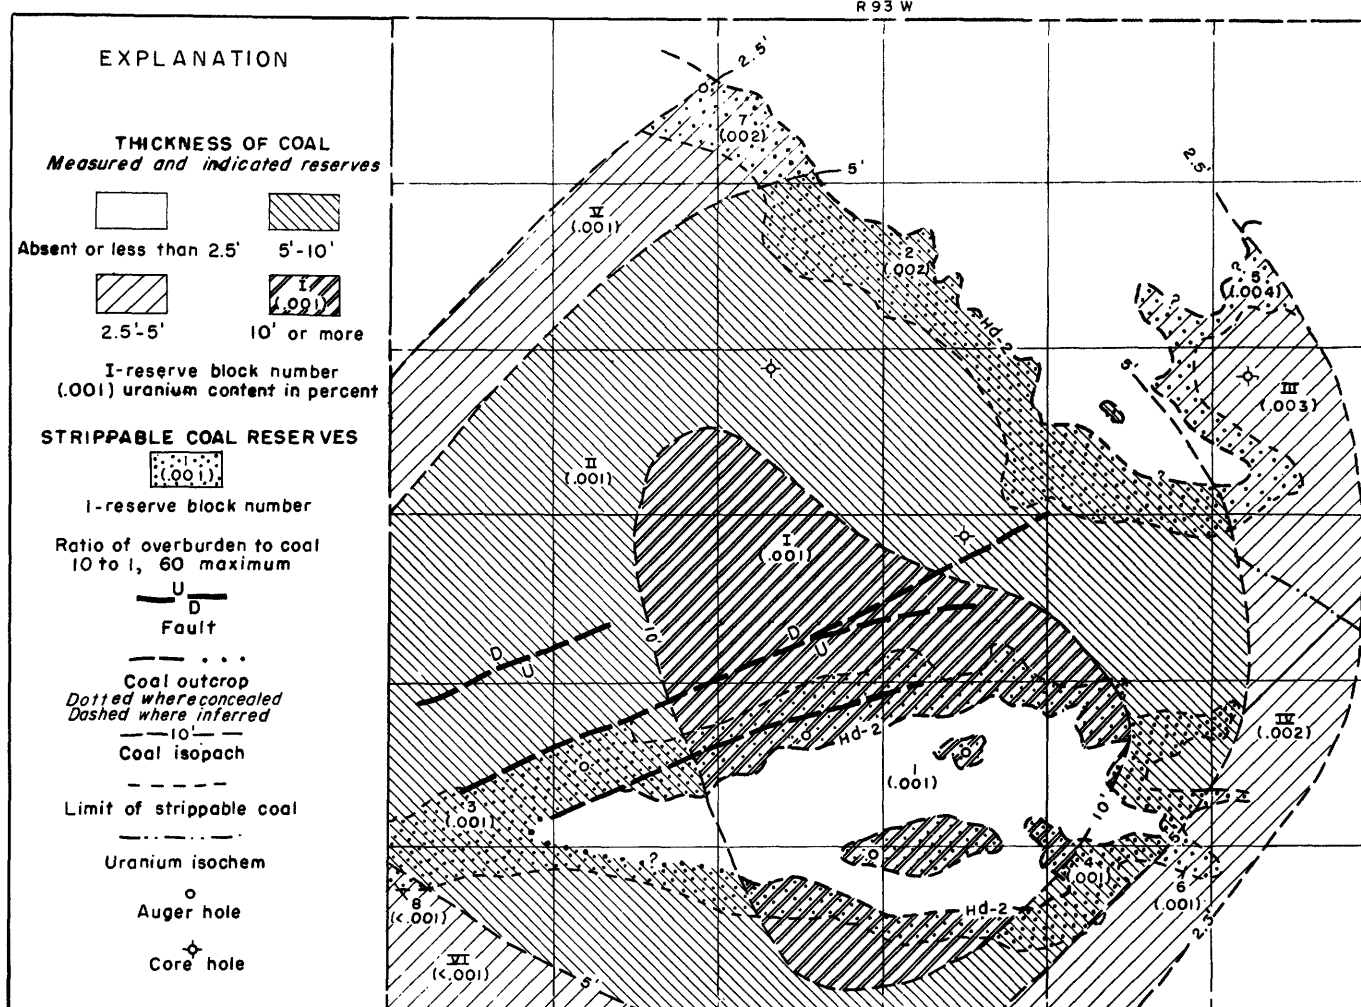 R 93 W
EXPLANATION
THICKNESS OF COAL
Measured and indicated reserves
Absent or less than 2.5'
5'-10'
I
(.001)
2.5'-5'
10' or more
I-reserve block number
(.001) uranium content in percent
STRIPPABLE COAL RESERVES
1
(.001)
1-reserve block number
Ratio of overburden to coal
10 to 1, 60 maximum
U
D
Fault
Coal outcrop
Dotted where concealed
Dashed where inferred
10'
Coal isopach
Limit of strippable coal
Uranium isochem
Auger hole
Core hole
2.5'
7
(.002)
5'
2.5'
V
(.001)
2
(.002)
?
5
(.004)
?
Hd-2
5'
III
(.003)
II
(.001)
?
I
(.001)
10'
D
U
D
U
Hd-2
IV
(.002)
1
(.001)
3
(.001)
10'
5'
?
4
(.001)
6
(.001)
8
(<.001)
Hd-2
VI
(<.001)
5'